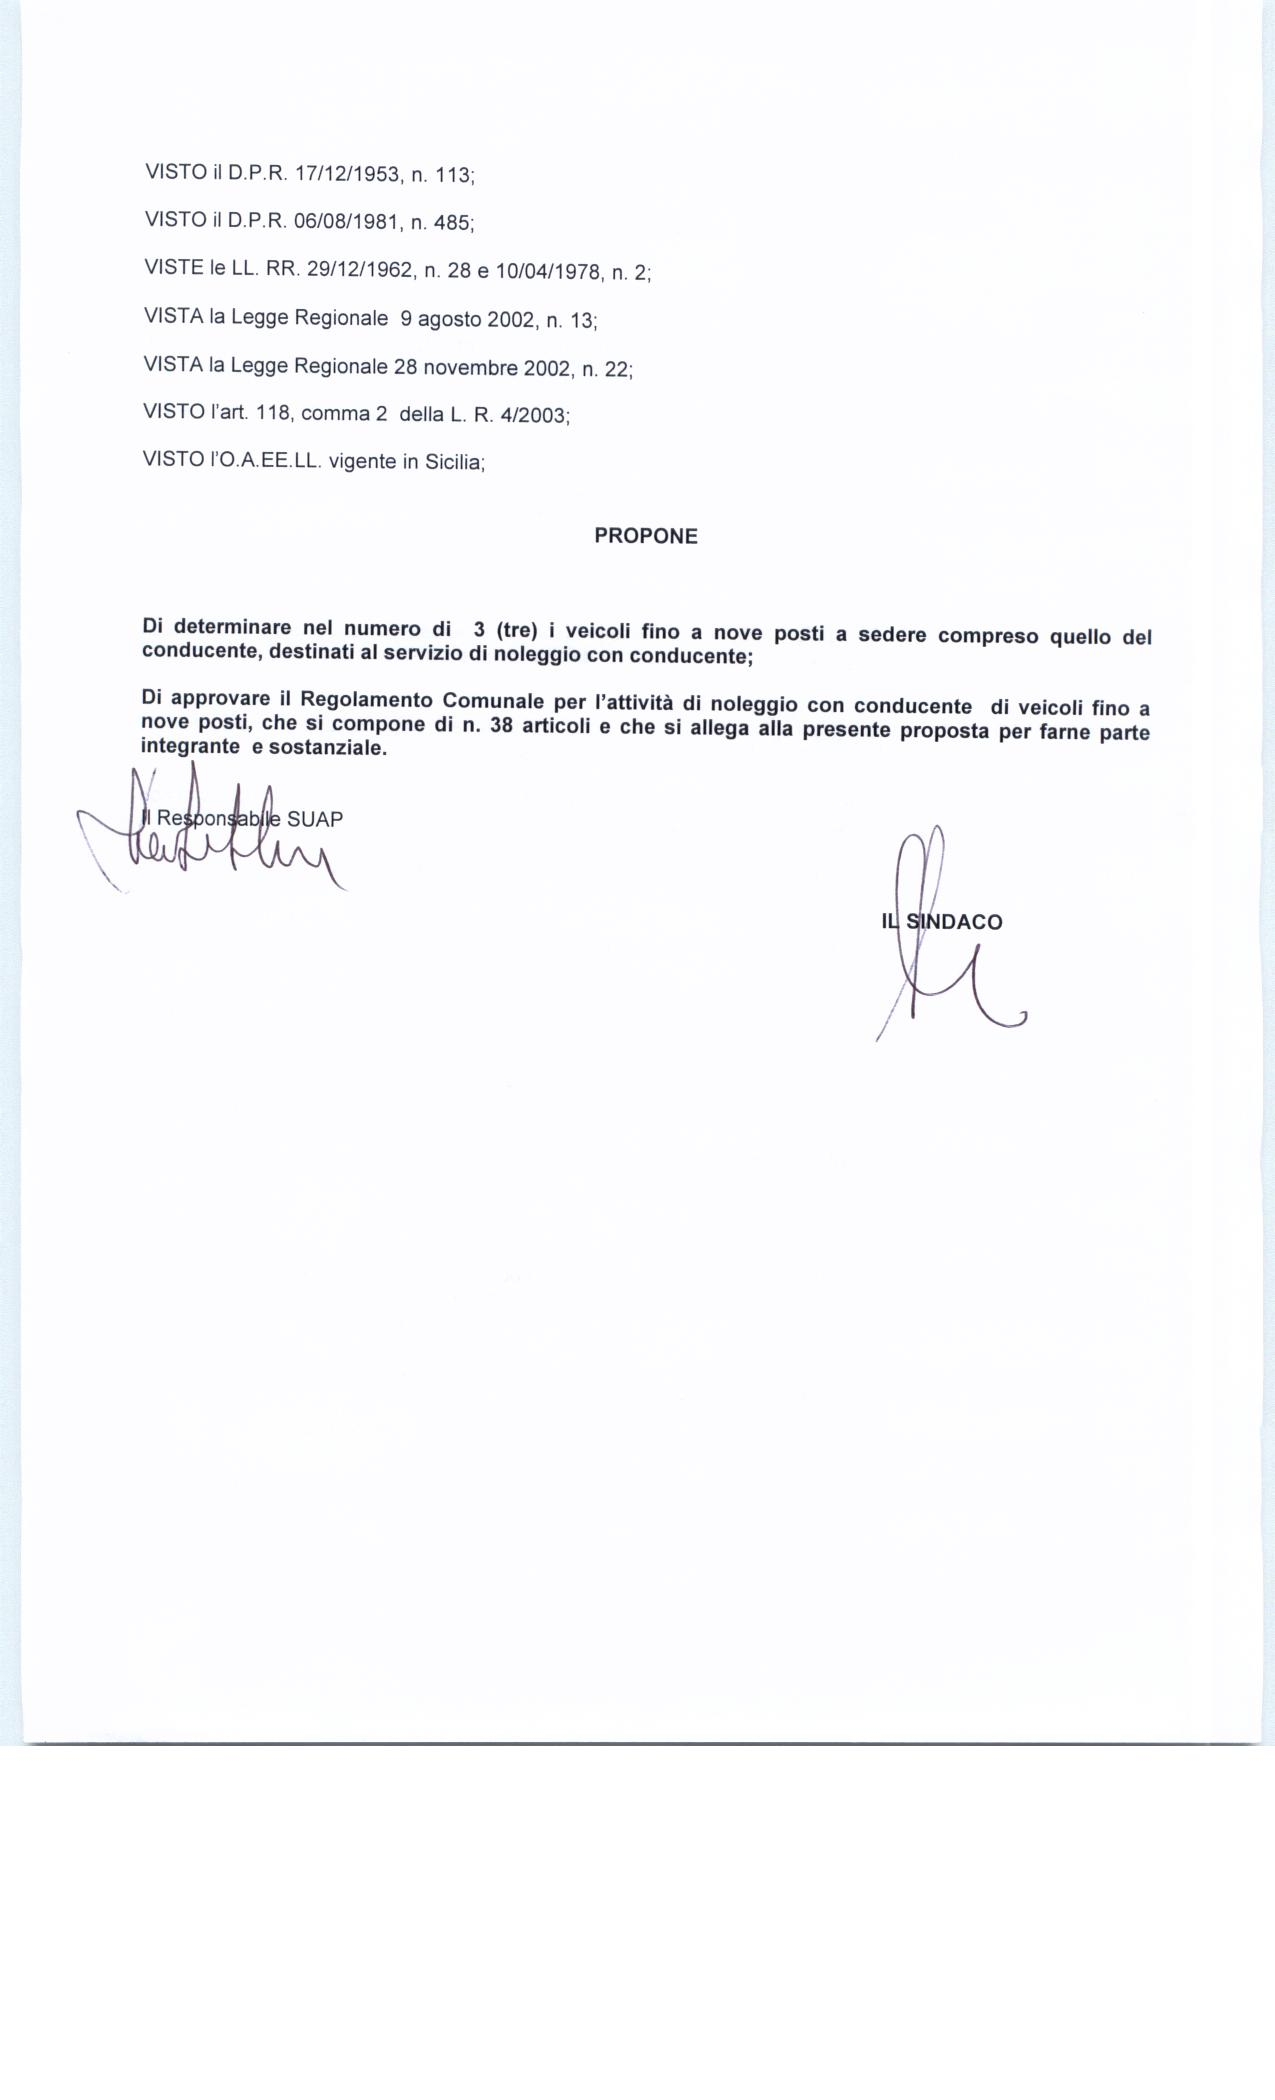 VISTO il D.P.R. 17/12/1953, n. 113;
VISTO il D.P.R. 06/08/1981, n. 485;
VISTE le LL. RR. 29/12/1962, n. 28 e 10/04/1978, n. 2;
VISTA la Legge Regionale 9 agosto 2002, n. 13;
VISTA la Legge Regionale 28 novembre 2002, n. 22;
VISTO l'art. 118, comma 2 della L. R. 4/2003;
VISTO l'O.A.EE.LL. vigente in Sicilia;
PROPONE
Di determinare nel numero di 3 (tre) i veicoli fino a nove posti a sedere compreso quello del
conducente, destinati al servizio di noleggio con conducente;
Di approvare il Regolamento Comunale per l'attività di noleggio con conducente di veicoli fino a
nove posti, che si compone di n. 38 articoli e che si allega alla presente proposta per farne parte
integrante e sostanziale.
Il Responsabile SUAP
IL SINDACO